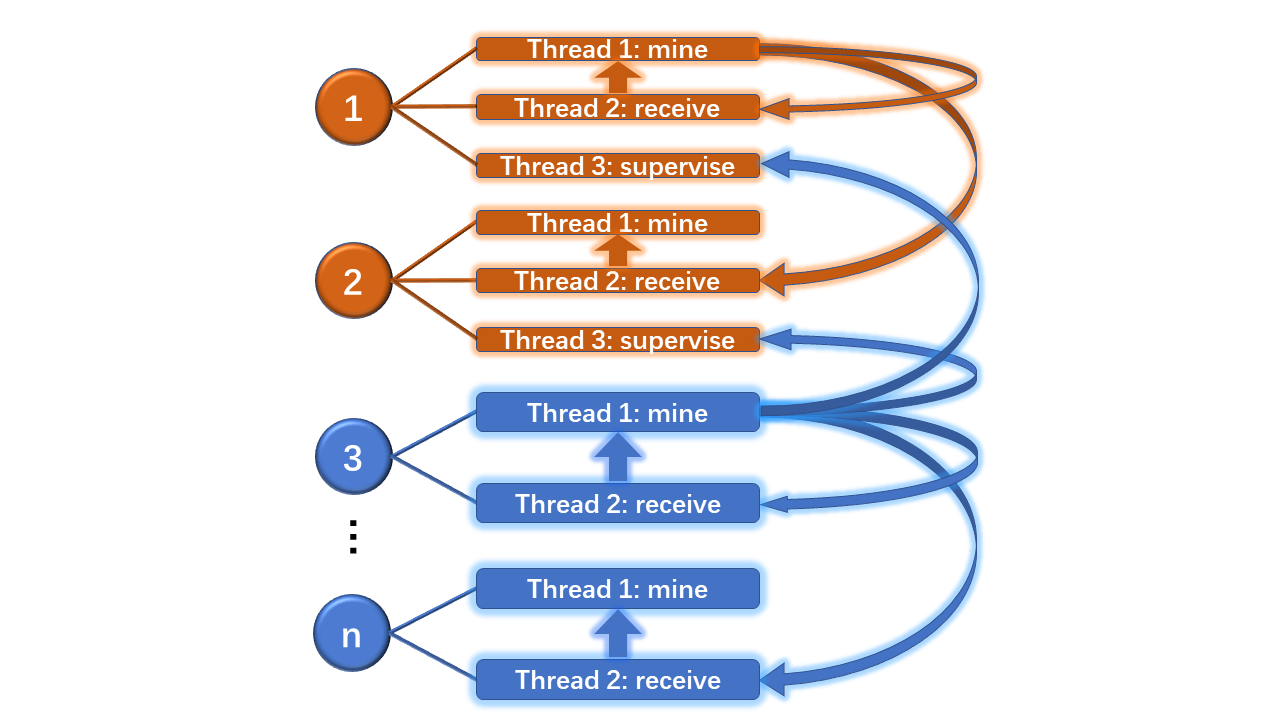 1
Thread 1: mine
Thread 2: receive
Thread 3: supervise
2
Thread 1: mine
Thread 2: receive
Thread 3: supervise
3
Thread 1: mine
Thread 2: receive
⋮
n
Thread 1: mine
Thread 2: receive